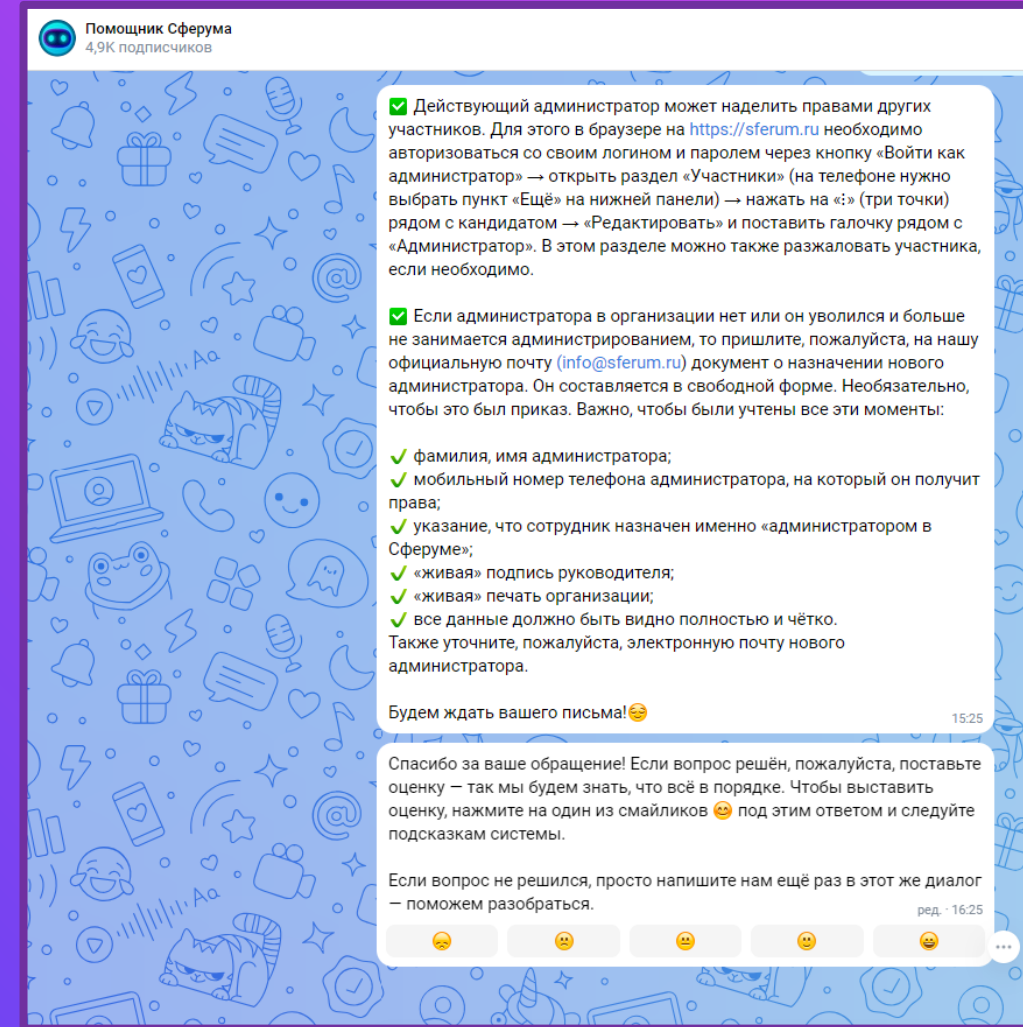 Помощник Сферума
4,9K подписчиков
✅ Действующий администратор может наделить правами других
участников. Для этого в браузере на https://sferum.ru необходимо
авторизоваться со своим логином и паролем через кнопку «Войти как
администратор» → открыть раздел «Участники» (на телефоне нужно
выбрать пункт «Ещё» на нижней панели) → нажать на «⋮» (три точки)
рядом с кандидатом → «Редактировать» и поставить галочку рядом с
«Администратор». В этом разделе можно также разжаловать участника,
если необходимо.
✅ Если администратора в организации нет или он уволился и больше
не занимается администрированием, то пришлите, пожалуйста, на нашу
официальную почту (info@sferum.ru) документ о назначении нового
администратора. Он составляется в свободной форме. Необязательно,
чтобы это был приказ. Важно, чтобы были учтены все эти моменты:
✔ фамилия, имя администратора;
✔ мобильный номер телефона администратора, на который он получит
права;
✔ указание, что сотрудник назначен именно «администратором в
Сферуме»;
✔ «живая» подпись руководителя;
✔ «живая» печать организации;
✔ все данные должно быть видно полностью и чётко.
Также уточните, пожалуйста, электронную почту нового
администратора.
Будем ждать вашего письма!😌
15:25
Спасибо за ваше обращение! Если вопрос решён, пожалуйста, поставьте
оценку — так мы будем знать, что всё в порядке. Чтобы выставить
оценку, нажмите на один из смайликов 😊 под этим ответом и следуйте
подсказкам системы.
Если вопрос не решился, просто напишите нам ещё раз в этот же диалог
— поможем разобраться.
ред. · 16:25